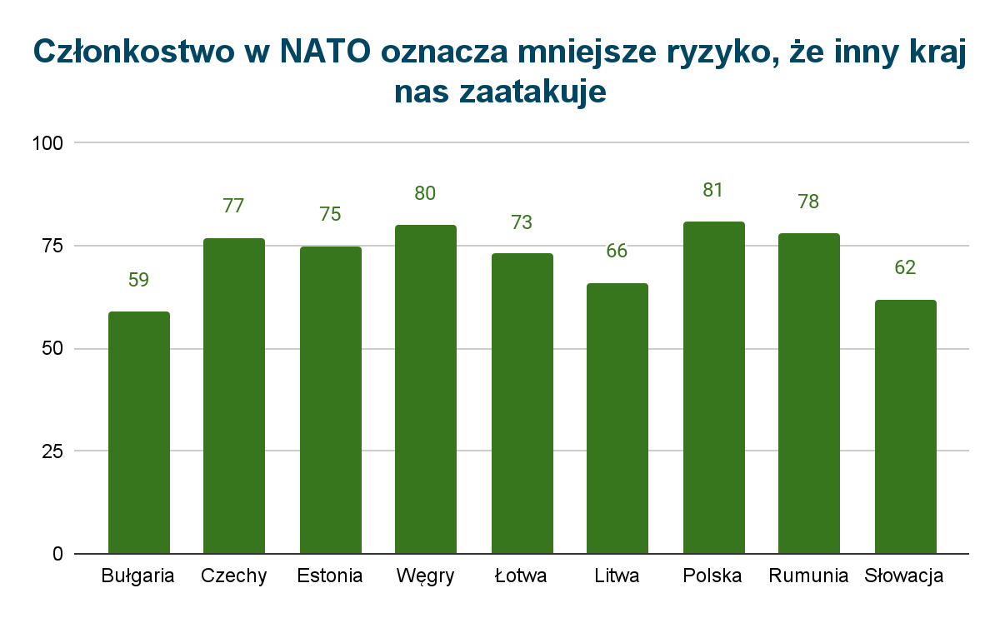 Członkostwo w NATO oznacza mniejsze ryzyko, że inny kraj
nas zaatakuje
100
75
50
25
0
59
77
75
80
73
66
81
78
62
Bułgaria
Czechy
Estonia
Węgry
Łotwa
Litwa
Polska
Rumunia
Słowacja